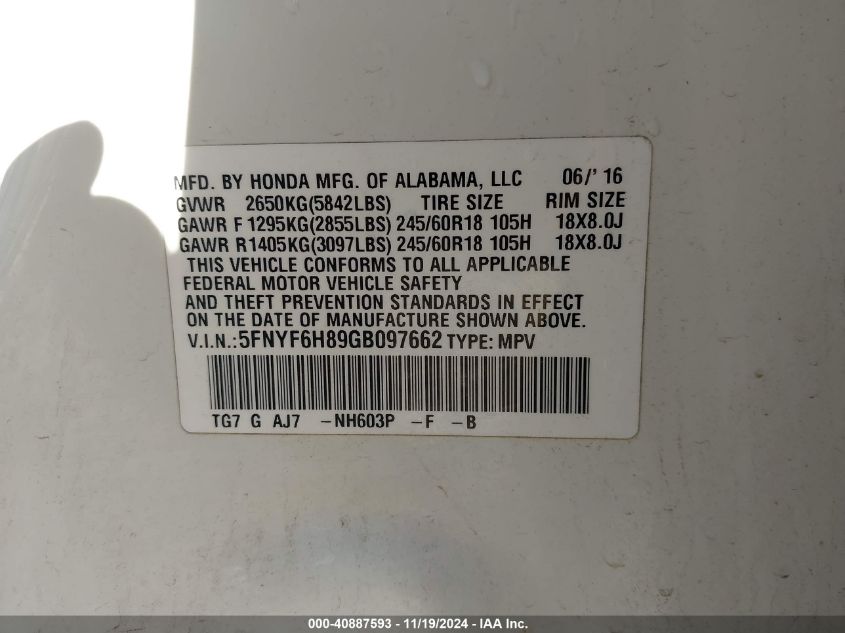 MFD. BY HONDA MFG. OF ALABAMA, LLC 06/'16
GVWR 2650KG(5842LBS) TIRE SIZE RIM SIZE
GAWR F 1295KG(2855LBS) 245/60R18 105H 18X8.0J
GAWR R 1405KG(3097LBS) 245/60R18 105H 18X8.0J
THIS VEHICLE CONFORMS TO ALL APPLICABLE
FEDERAL MOTOR VEHICLE SAFETY
AND THEFT PREVENTION STANDARDS IN EFFECT
ON THE DATE OF MANUFACTURE SHOWN ABOVE.
V.I.N.:5FNYF6H89GB097662 TYPE: MPV
TG7 G AJ7 -NH603P -F -B
000-40887593 - 11/19/2024 - IAA Inc.